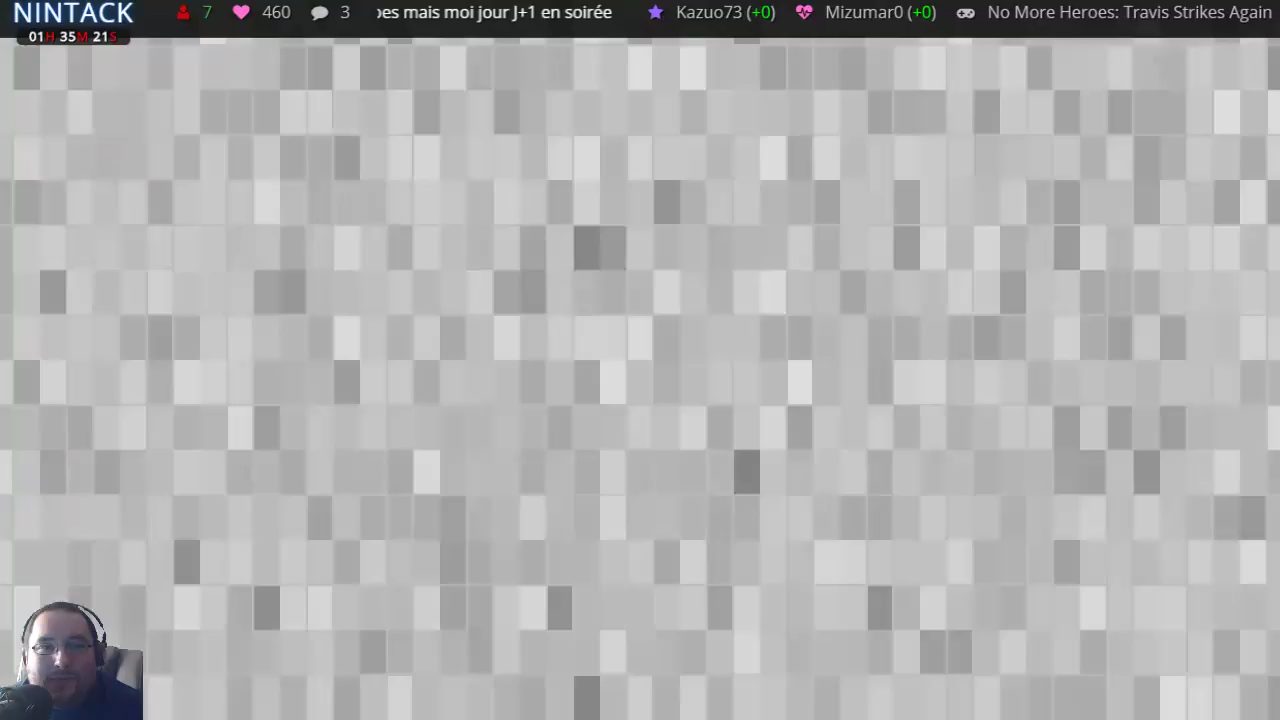 NINTACK 7 460 3 pes mais moi jour J+1 en soirée Kazuo73 (+0) Mizumar0 (+0) No More Heroes: Travis Strikes Again
01H 35M 21S